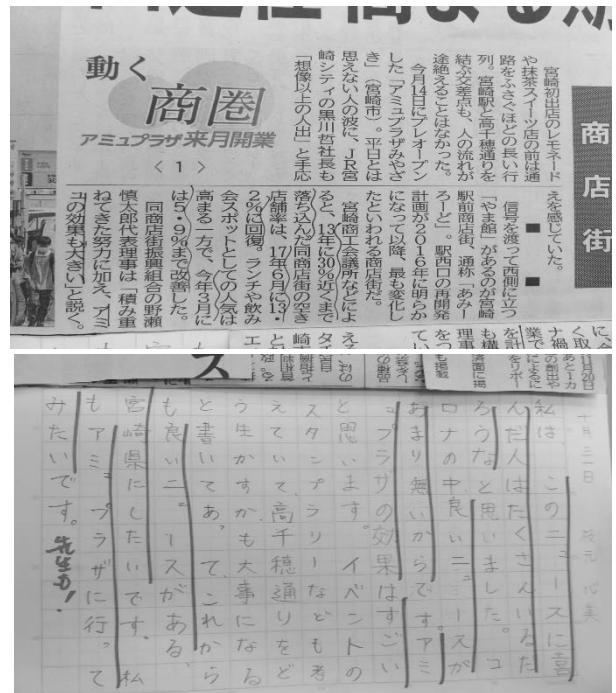 動く
商圏
アミュプラザ来月開業
〈1〉
宮崎初出店のレモネード
や抹茶スイーツ店の前は通
路をふさぐほどの長い行
列。宮崎駅と高千穂通りを
結ぶ交差点も、人の流れが
途絶えることはなかった。
今月14日にプレオープン
した「アミュプラザみやざ
き」（宮崎市）。平日とは
思えない人の波に、JR宮
崎シティの黒川哲社長も
「想像以上の人出」と手応
商店街
えを感じていた。
■ ■
信号を渡って西側に立つ
「やま館」があるのが宮崎
駅前商店街、通称「あみー
ろーど」。駅西口の再開発
計画が2016年に明らか
になって以降、最も変化し
たといわれる商店街だ。
宮崎商工会議所などによ
ると、13年に30%近くまで
落ち込んだ同商店街の空き
店舗率は、17年6月に13・
2%に回復。ランチや飲み
会スポットとしての人気は
高まる一方で、今年3月に
は5・9%まで改善した。
同商店街振興組合の野瀬
慎太郎代表理事は「積み重
ねてきた努力に加え、アミ
ュの効果も大きい」と説く。
11月20日
十月三一日
私は、このニュースに喜
んだ人はたくさんいるだ
ろうなと思いました。コ
ロナの中、良いニュースが
あまり無いからです。アミ
ュプラザの効果はすごい
と思います。イベントの
スタンプラリーなども考
えていて、高千穂通りをど
う生かすかも大事になる
と書いてあって、これから
も良いニュースがある、
宮崎県にしたいです。私
もアミュプラザに行って
みたいです。
先生も！